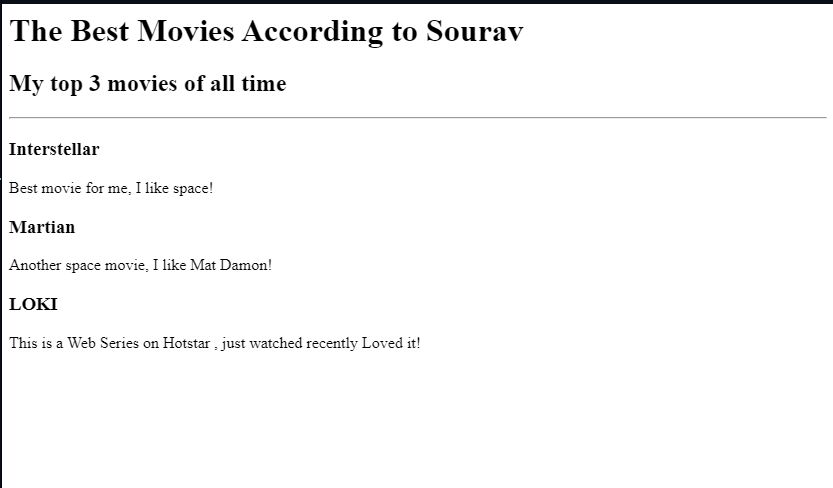 The Best Movies According to Sourav
My top 3 movies of all time
Interstellar
Best movie for me, I like space!
Martian
Another space movie, I like Mat Damon!
LOKI
This is a Web Series on Hotstar , just watched recently Loved it!